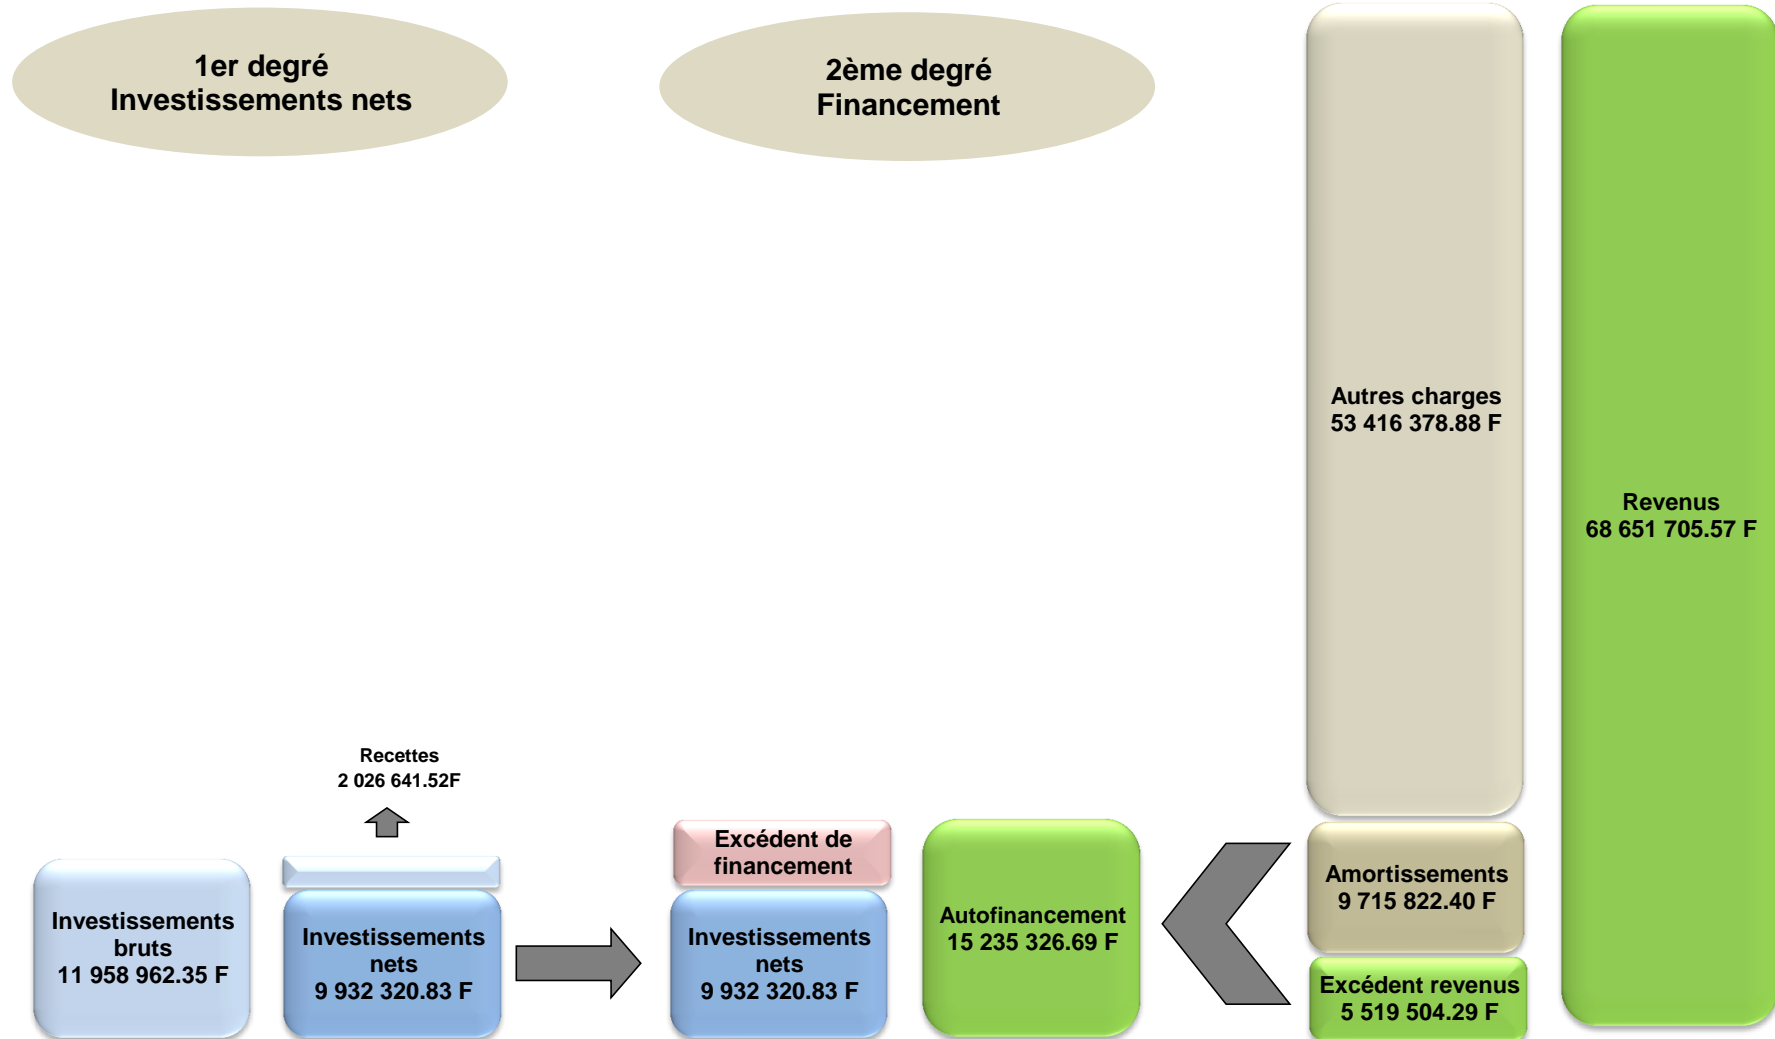 1er degré
Investissements nets
2ème degré
Financement
Autres charges
53 416 378.88 F
Revenus
68 651 705.57 F
Recettes
2 026 641.52F
Investissements
bruts
11 958 962.35 F
Investissements
nets
9 932 320.83 F
Excédent de
financement
Investissements
nets
9 932 320.83 F
Autofinancement
15 235 326.69 F
Amortissements
9 715 822.40 F
Excédent revenus
5 519 504.29 F